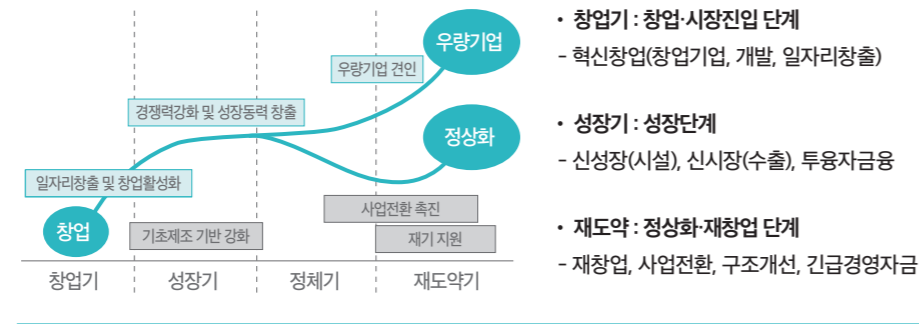 우량기업
우량기업 견인
경쟁력강화 및 성장동력 창출
정상화
일자리창출 및 창업활성화
사업전환 촉진
창업
기초제조 기반 강화
재기 지원
창업기
성장기
정체기
재도약기
• 창업기 : 창업·시장진입 단계
- 혁신창업(창업기업, 개발, 일자리창출)
• 성장기 : 성장단계
- 신성장(시설), 신시장(수출), 투융자금융
• 재도약 : 정상화·재창업 단계
- 재창업, 사업전환, 구조개선, 긴급경영자금